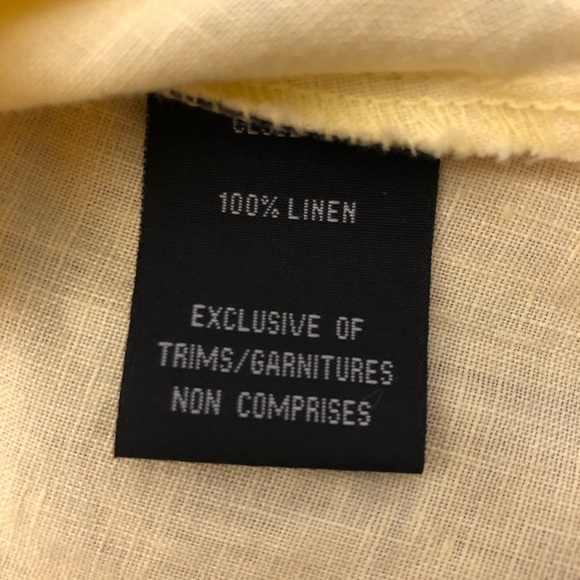 100% LINEN
EXCLUSIVE OF
TRIMS/GARNITURES
NON COMPRISES